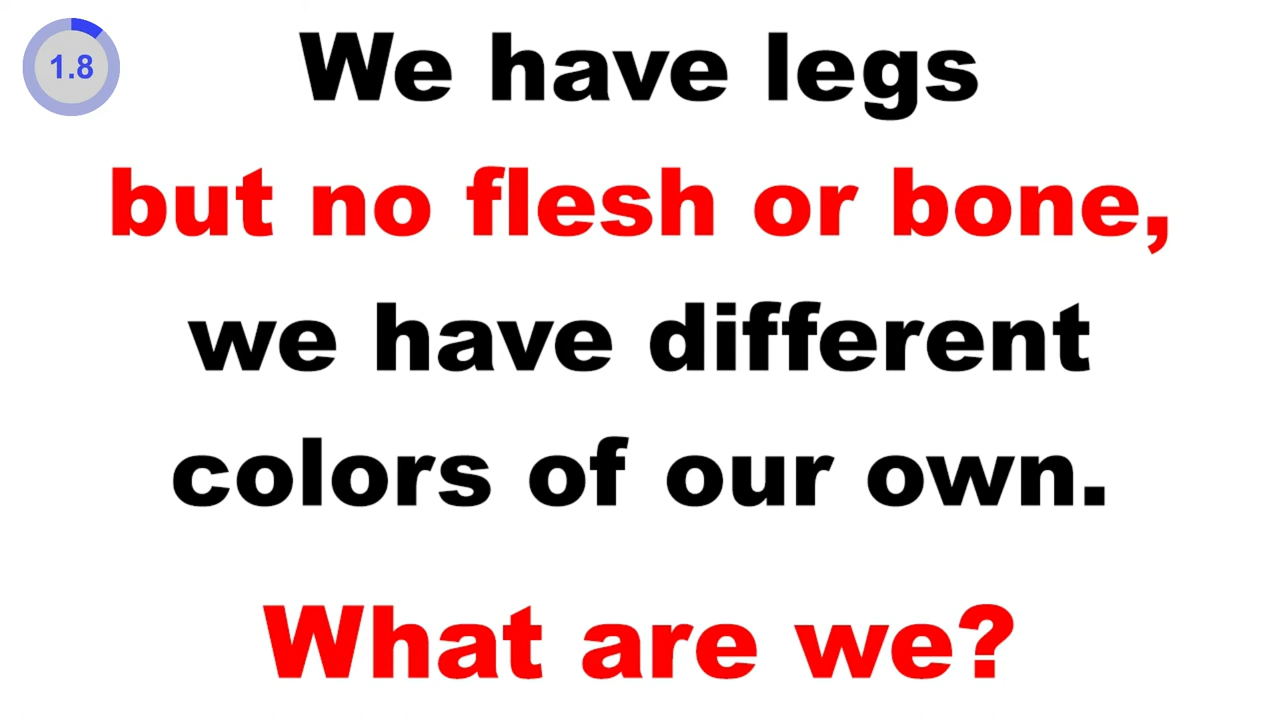 1.8
We have legs
but no flesh or bone,
we have different
colors of our own.
What are we?